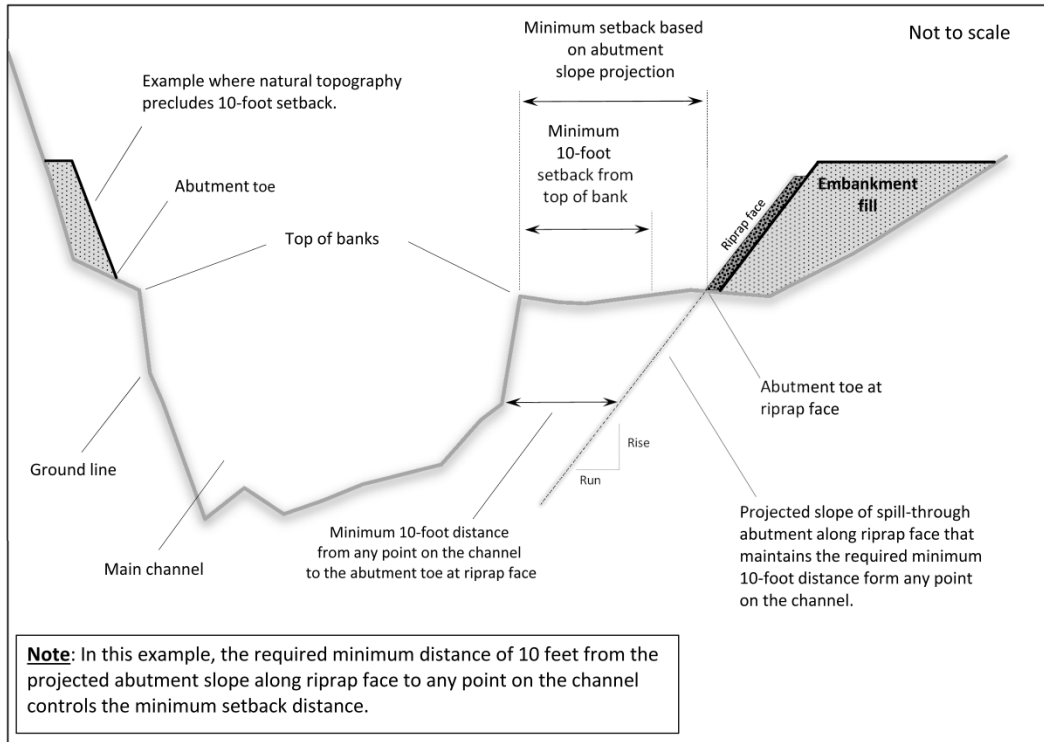 Minimum setback based
on abutment
slope projection
Not to scale
Example where natural topography
precludes 10-foot setback.
Minimum
10-foot
setback from
top of bank
Abutment toe
Embankment
fill
Riprap face
Top of banks
Abutment toe at
riprap face
Rise
Run
Ground line
Main channel
Minimum 10-foot distance
from any point on the channel
to the abutment toe at riprap face
Projected slope of spill-through
abutment along riprap face that
maintains the required minimum
10-foot distance form any point
on the channel.
Note: In this example, the required minimum distance of 10 feet from the
projected abutment slope along riprap face to any point on the channel
controls the minimum setback distance.